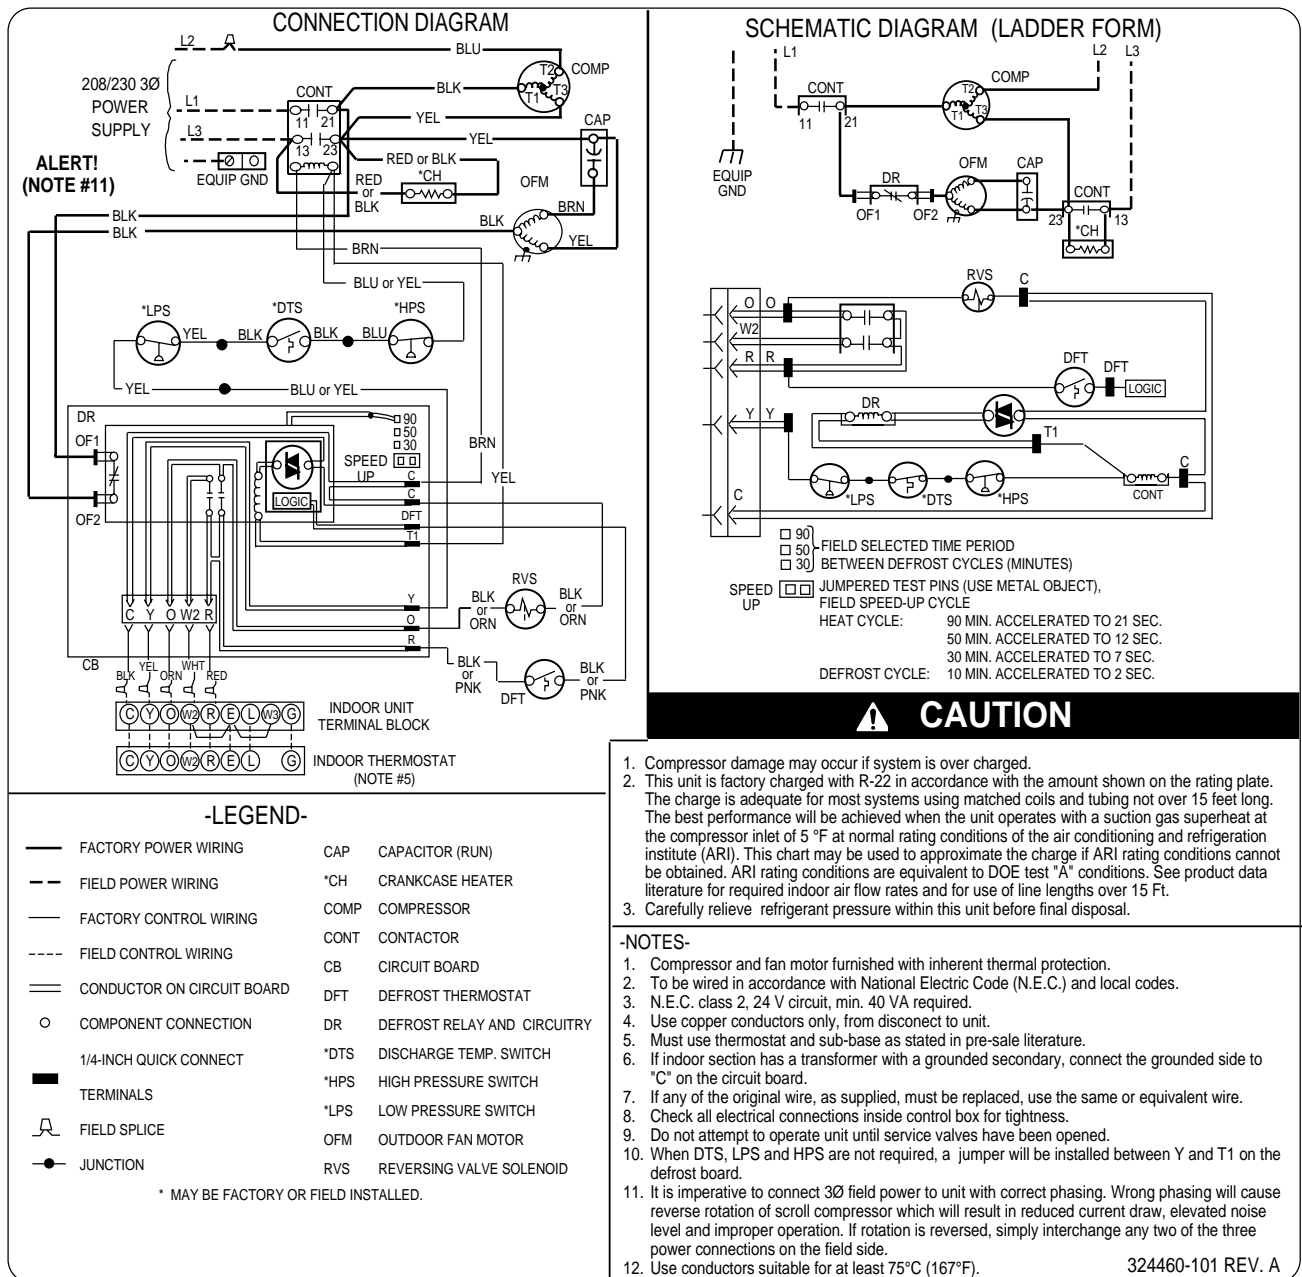 CONNECTION DIAGRAM
L2
BLU
T2
T3
T1
COMP
208/230 3Ø
POWER
SUPPLY
L1
CONT
BLK
11
21
YEL
CAP
L3
13
23
YEL
ALERT!
(NOTE #11)
EQUIP GND
RED or BLK
*CH
RED
or
BLK
OFM
BRN
BLK
BLK
BLK
YEL
BRN
BLU or YEL
*LPS
*DTS
*HPS
YEL
BLK
BLK
BLU
YEL
BLU or YEL
DR
OF1
OF2
90
50
30
SPEED
UP
BRN
YEL
LOGIC
C
C
DFT
T1
Y
O
R
RVS
BLK
or
ORN
BLK
or
ORN
C Y O W2 R
CB
BLK
YEL
ORN
WHT
RED
BLK
or
PNK
DFT
BLK
or
PNK
C Y O W2 R E L W3 G
INDOOR UNIT
TERMINAL BLOCK
C Y O W2 R E L G
INDOOR THERMOSTAT
(NOTE #5)
-LEGEND-
FACTORY POWER WIRING
FIELD POWER WIRING
FACTORY CONTROL WIRING
FIELD CONTROL WIRING
CONDUCTOR ON CIRCUIT BOARD
COMPONENT CONNECTION
1/4-INCH QUICK CONNECT
TERMINALS
FIELD SPLICE
JUNCTION
CAP CAPACITOR (RUN)
*CH CRANKCASE HEATER
COMP COMPRESSOR
CONT CONTACTOR
CB CIRCUIT BOARD
DFT DEFROST THERMOSTAT
DR DEFROST RELAY AND CIRCUITRY
*DTS DISCHARGE TEMP. SWITCH
*HPS HIGH PRESSURE SWITCH
*LPS LOW PRESSURE SWITCH
OFM OUTDOOR FAN MOTOR
RVS REVERSING VALVE SOLENOID
* MAY BE FACTORY OR FIELD INSTALLED.
SCHEMATIC DIAGRAM (LADDER FORM)
L1
L2
L3
CONT
11
21
COMP
T2
T1
T3
EQUIP
GND
DR
OF1
OF2
OFM
CAP
CONT
23
13
*CH
RVS
C
O O
W2
R R
DFT
DFT
LOGIC
DR
Y Y
T1
*LPS
*DTS
*HPS
CONT
C
C
90
50 FIELD SELECTED TIME PERIOD
30 BETWEEN DEFROST CYCLES (MINUTES)
SPEED
UP
JUMPERED TEST PINS (USE METAL OBJECT),
FIELD SPEED-UP CYCLE
HEAT CYCLE: 90 MIN. ACCELERATED TO 21 SEC.
50 MIN. ACCELERATED TO 12 SEC.
30 MIN. ACCELERATED TO 7 SEC.
DEFROST CYCLE: 10 MIN. ACCELERATED TO 2 SEC.
CAUTION
1. Compressor damage may occur if system is over charged.
2. This unit is factory charged with R-22 in accordance with the amount shown on the rating plate.
The charge is adequate for most systems using matched coils and tubing not over 15 feet long.
The best performance will be achieved when the unit operates with a suction gas superheat at
the compressor inlet of 5 °F at normal rating conditions of the air conditioning and refrigeration
institute (ARI). This chart may be used to approximate the charge if ARI rating conditions cannot
be obtained. ARI rating conditions are equivalent to DOE test "A" conditions. See product data
literature for required indoor air flow rates and for use of line lengths over 15 Ft.
3. Carefully relieve refrigerant pressure within this unit before final disposal.
-NOTES-
1. Compressor and fan motor furnished with inherent thermal protection.
2. To be wired in accordance with National Electric Code (N.E.C.) and local codes.
3. N.E.C. class 2, 24 V circuit, min. 40 VA required.
4. Use copper conductors only, from disconect to unit.
5. Must use thermostat and sub-base as stated in pre-sale literature.
6. If indoor section has a transformer with a grounded secondary, connect the grounded side to
"C" on the circuit board.
7. If any of the original wire, as supplied, must be replaced, use the same or equivalent wire.
8. Check all electrical connections inside control box for tightness.
9. Do not attempt to operate unit until service valves have been opened.
10. When DTS, LPS and HPS are not required, a jumper will be installed between Y and T1 on the
defrost board.
11. It is imperative to connect 3Ø field power to unit with correct phasing. Wrong phasing will cause
reverse rotation of scroll compressor which will result in reduced current draw, elevated noise
level and improper operation. If rotation is reversed, simply interchange any two of the three
power connections on the field side.
12. Use conductors suitable for at least 75°C (167°F).
324460-101 REV. A